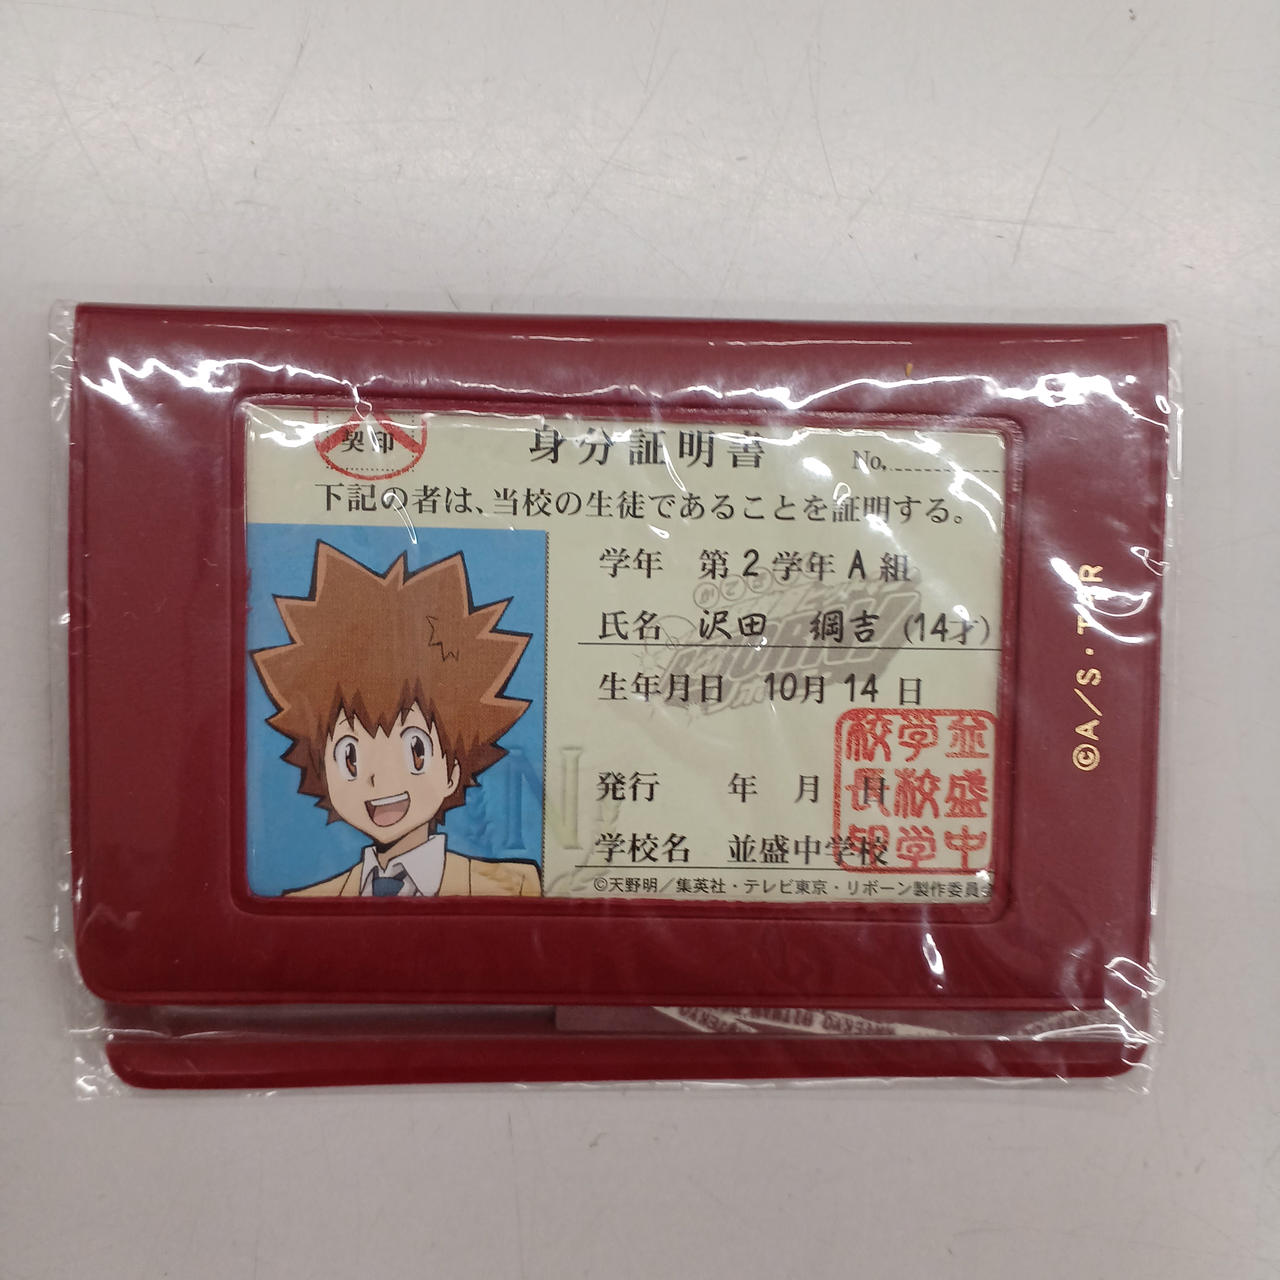 契印
身分証明書
No.
下記の者は、当校の生徒であることを証明する。
学年 第2学年A組
氏名 沢田 綱吉 (14才)
生年月日 10月14日
発行 年 月 日
学校名 並盛中学校
©天野明/集英社・テレビ東京・リボーン製作委員会
並盛中
学校学
校長印
©A/S・T・R